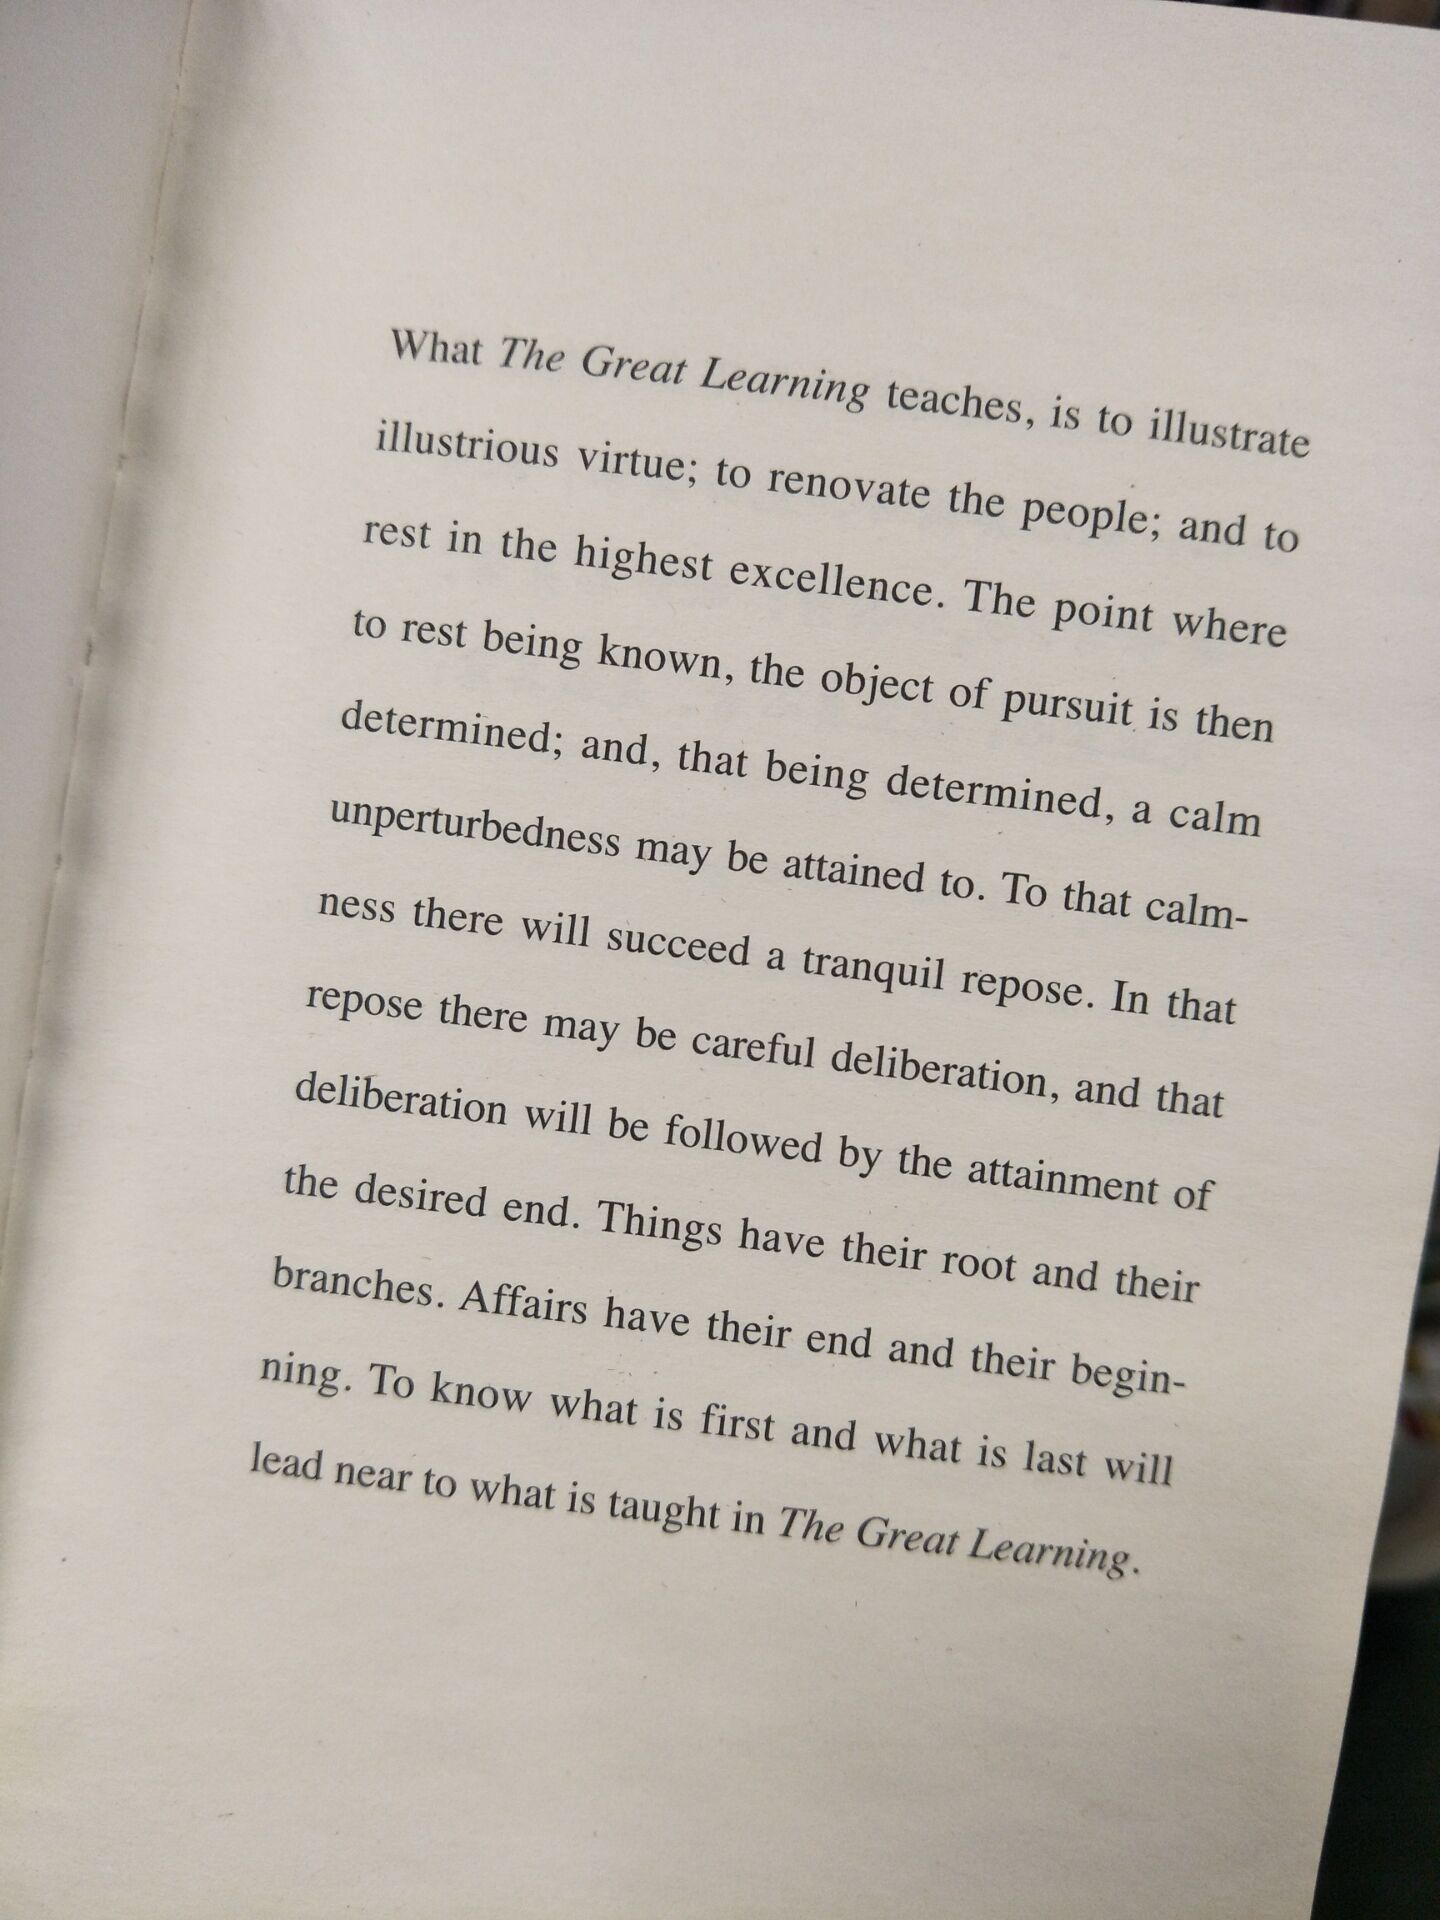 What The Great Learning teaches, is to illustrate
illustrious virtue; to renovate the people; and to
rest in the highest excellence. The point where
to rest being known, the object of pursuit is then
determined; and, that being determined, a calm
unperturbedness may be attained to. To that calm-
ness there will succeed a tranquil repose. In that
repose there may be careful deliberation, and that
deliberation will be followed by the attainment of
the desired end. Things have their root and their
branches. Affairs have their end and their begin-
ning. To know what is first and what is last will
lead near to what is taught in The Great Learning.